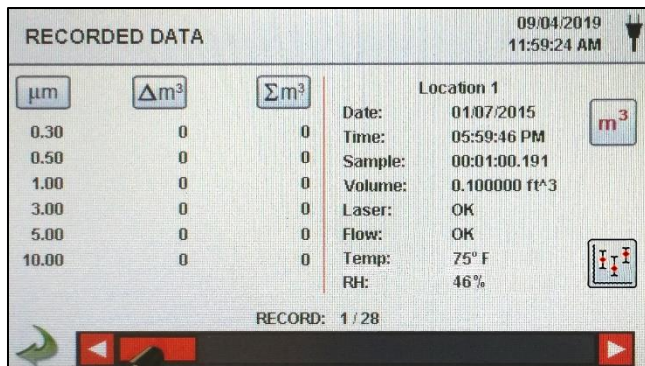 RECORDED DATA
09/04/2019
11:59:24 AM
µm Δm³ Σm³
0.30 0 0
0.50 0 0
1.00 0 0
3.00 0 0
5.00 0 0
10.00 0 0
Location 1
Date: 01/07/2015
Time: 05:59:46 PM
Sample: 00:01:00.191
Volume: 0.100000 ft^3
Laser: OK
Flow: OK
Temp: 75° F
RH: 46%
m³
RECORD: 1/28